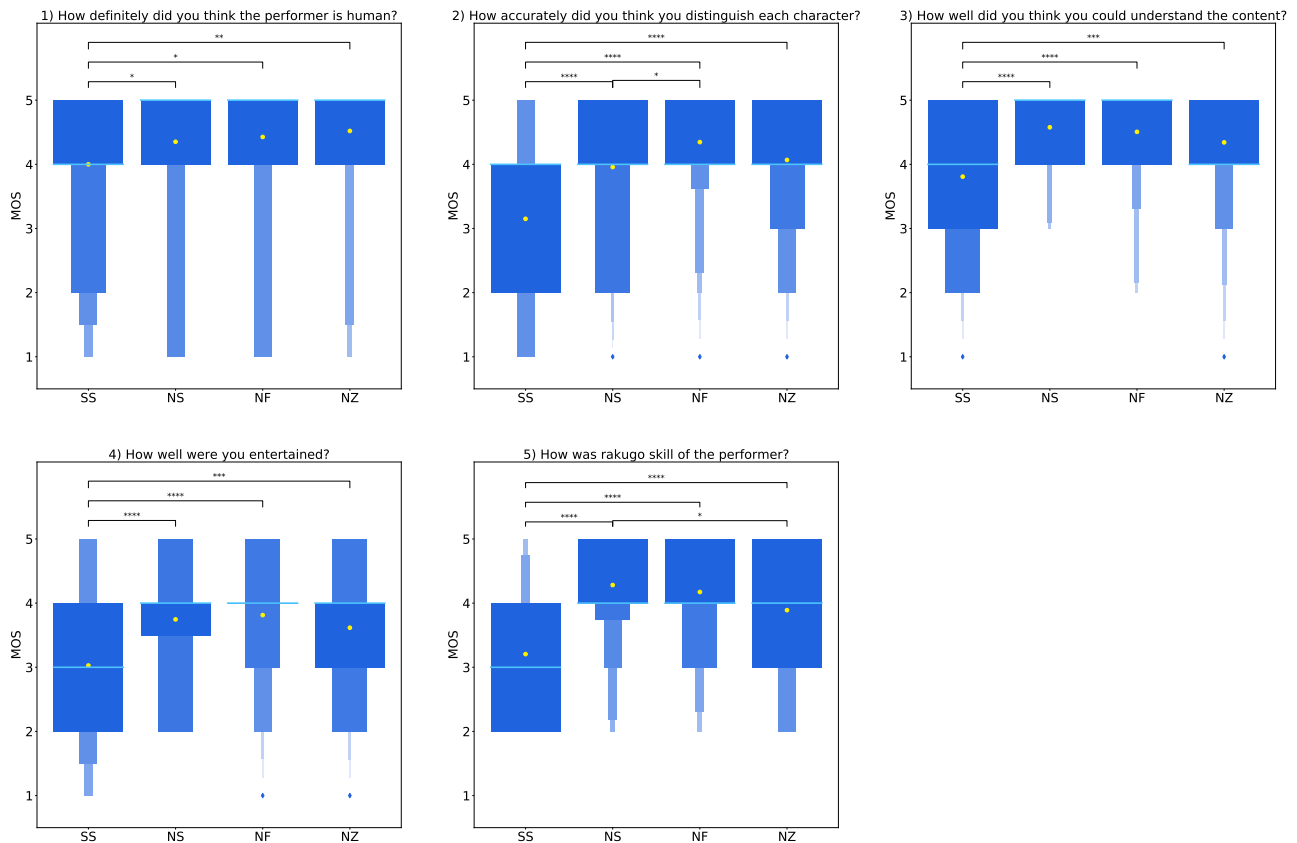 1) How definitely did you think the performer is human?
**
*
*
5
4
3
2
1
MOS
SS NS NF NZ
2) How accurately did you think you distinguish each character?
****
****
**** *
5
4
3
2
1
MOS
SS NS NF NZ
3) How well did you think you could understand the content?
***
****
****
5
4
3
2
1
MOS
SS NS NF NZ
4) How well were you entertained?
***
****
****
5
4
3
2
1
MOS
SS NS NF NZ
5) How was rakugo skill of the performer?
****
****
**** *
5
4
3
2
1
MOS
SS NS NF NZ